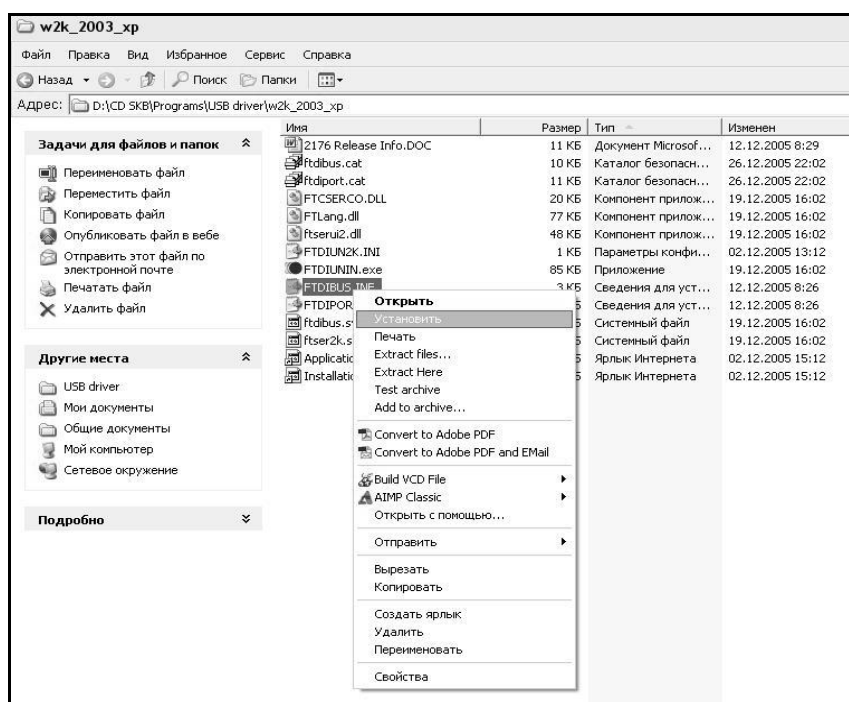 w2k_2003_xp
Файл Правка Вид Избранное Сервис Справка
Назад Поиск Папки
Адрес: D:\CD SKB\Programs\USB driver\w2k_2003_xp
Задачи для файлов и папок
Переименовать файл
Переместить файл
Копировать файл
Опубликовать файл в вебе
Отправить этот файл по
электронной почте
Печатать файл
Удалить файл
Другие места
USB driver
Мои документы
Общие документы
Мой компьютер
Сетевое окружение
Подробно
Имя Размер Тип Изменен
2176 Release Info.DOC 11 КБ Документ Microsof... 12.12.2005 8:29
ftdibus.cat 10 КБ Каталог безопасн... 26.12.2005 22:02
ftdiport.cat 11 КБ Каталог безопасн... 26.12.2005 22:02
FTCSERCO.DLL 20 КБ Компонент прилож... 19.12.2005 16:02
FTLang.dll 77 КБ Компонент прилож... 19.12.2005 16:02
ftserui2.dll 48 КБ Компонент прилож... 19.12.2005 16:02
FTDIUN2K.INI 1 КБ Параметры конфи... 02.12.2005 13:12
FTDIUNIN.exe 85 КБ Приложение 19.12.2005 16:02
FTDIBUS.INF 3 КБ Сведения для уст... 12.12.2005 8:26
FTDIPOR Б Сведения для уст... 12.12.2005 8:26
ftdibus.s Б Системный файл 19.12.2005 16:02
ftser2k.s Б Системный файл 19.12.2005 16:02
Applicatio Б Ярлык Интернета 02.12.2005 15:12
Installatio Б Ярлык Интернета 02.12.2005 15:12
Открыть
Установить
Печать
Extract files...
Extract Here
Test archive
Add to archive...
Convert to Adobe PDF
Convert to Adobe PDF and EMail
Build VCD File
AIMP Classic
Открыть с помощью...
Отправить
Вырезать
Копировать
Создать ярлык
Удалить
Переименовать
Свойства